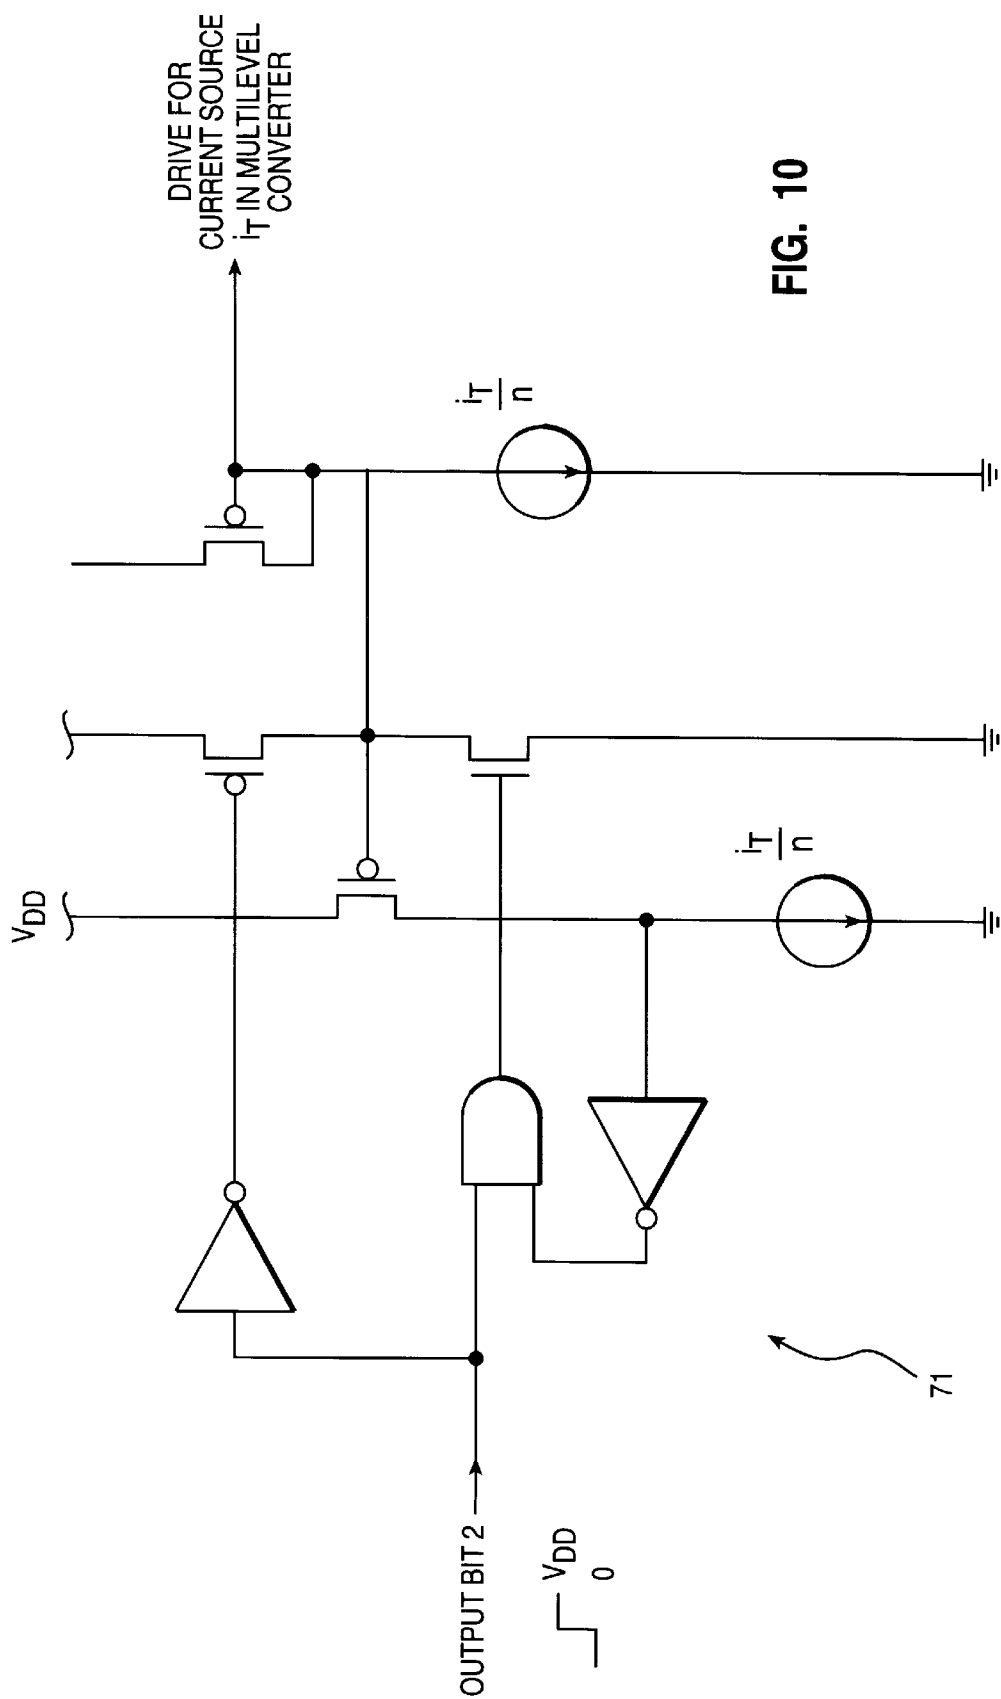 DRIVE FOR
CURRENT SOURCE
iT IN MULTILEVEL
CONVERTER
VDD
iT
n
iT
n
OUTPUT BIT 2
VDD
0
71
FIG. 10